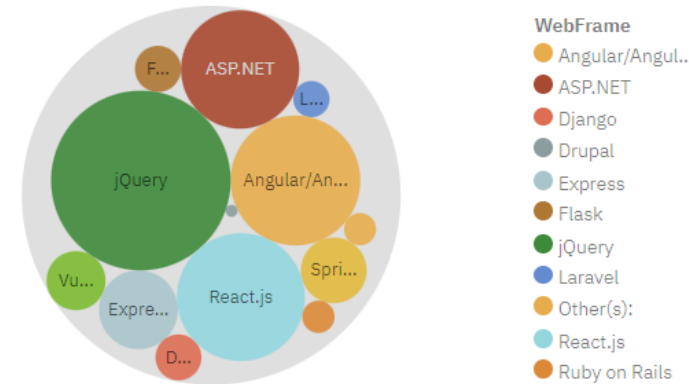 F...
ASP.NET
L...
jQuery
Angular/An...
Vu...
Expre...
React.js
Spri...
D...
WebFrame
Angular/Angul..
ASP.NET
Django
Drupal
Express
Flask
jQuery
Laravel
Other(s):
React.js
Ruby on Rails